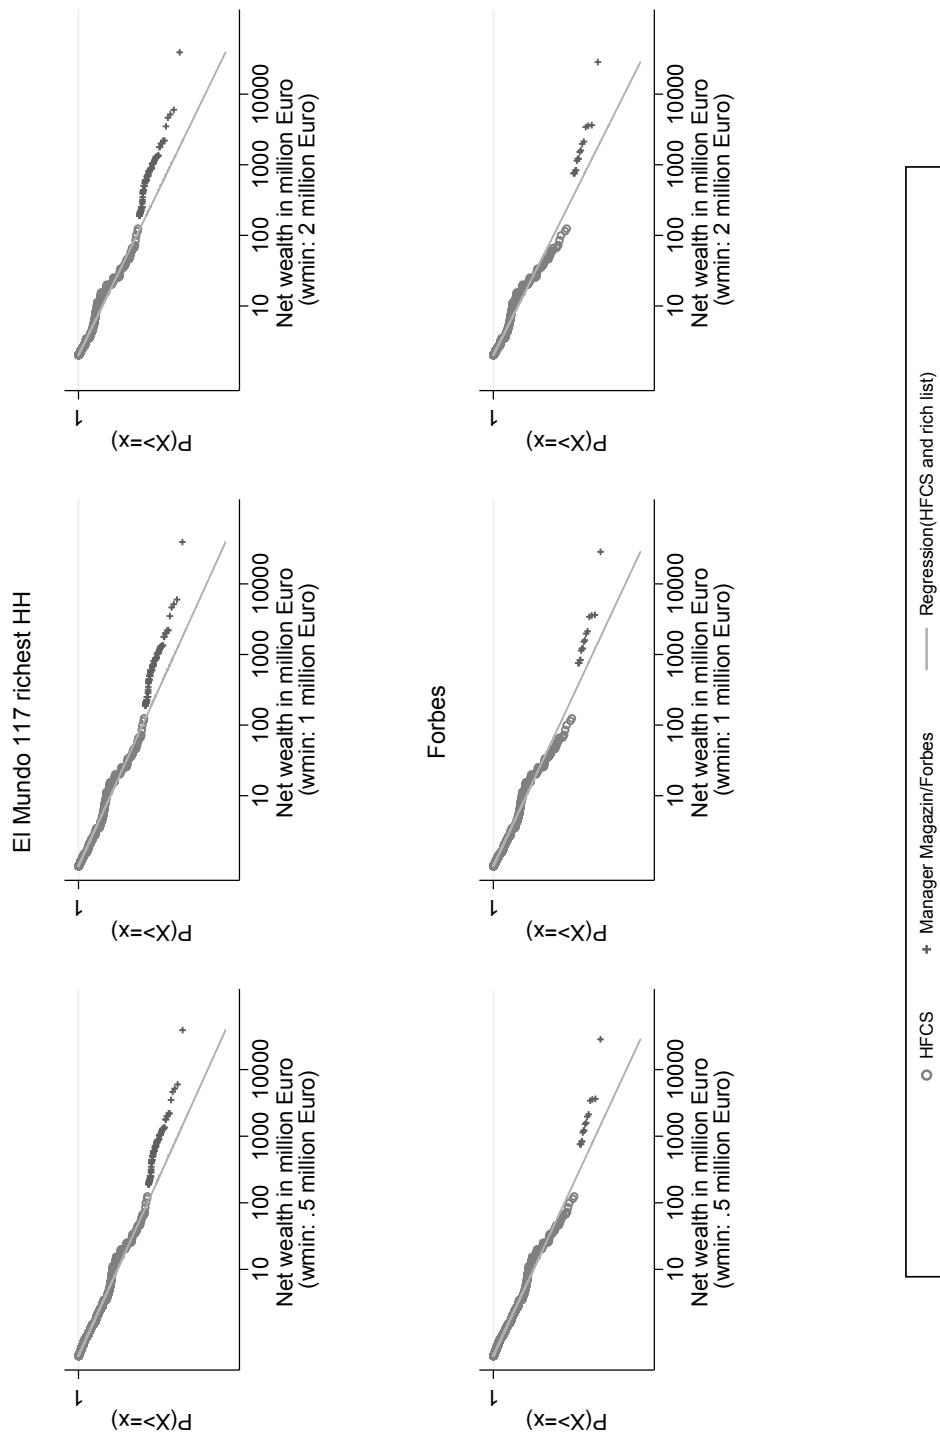 El Mundo 117 richest HH
1
P(X>=x)
10 100 1000 10000
Net wealth in million Euro
(wmin: .5 million Euro)
1
P(X>=x)
10 100 1000 10000
Net wealth in million Euro
(wmin: 1 million Euro)
1
P(X>=x)
10 100 1000 10000
Net wealth in million Euro
(wmin: 2 million Euro)
Forbes
1
P(X>=x)
10 100 1000 10000
Net wealth in million Euro
(wmin: .5 million Euro)
1
P(X>=x)
10 100 1000 10000
Net wealth in million Euro
(wmin: 1 million Euro)
1
P(X>=x)
10 100 1000 10000
Net wealth in million Euro
(wmin: 2 million Euro)
HFCS Manager Magazin/Forbes Regression(HFCS and rich list)